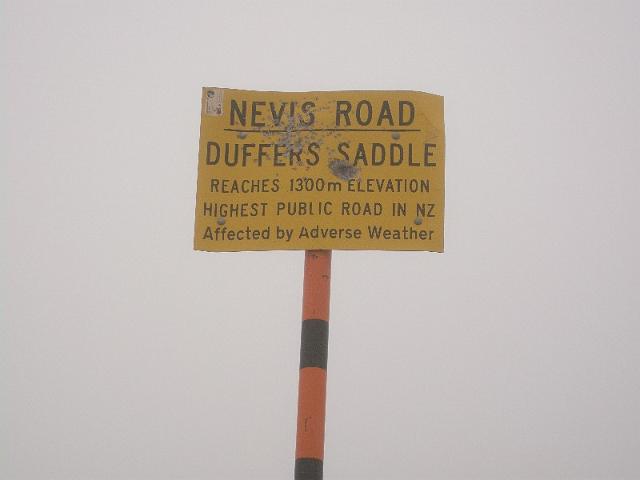 NEVIS ROAD
DUFFERS SADDLE
REACHES 1300m ELEVATION
HIGHEST PUBLIC ROAD IN NZ
Affected by Adverse Weather